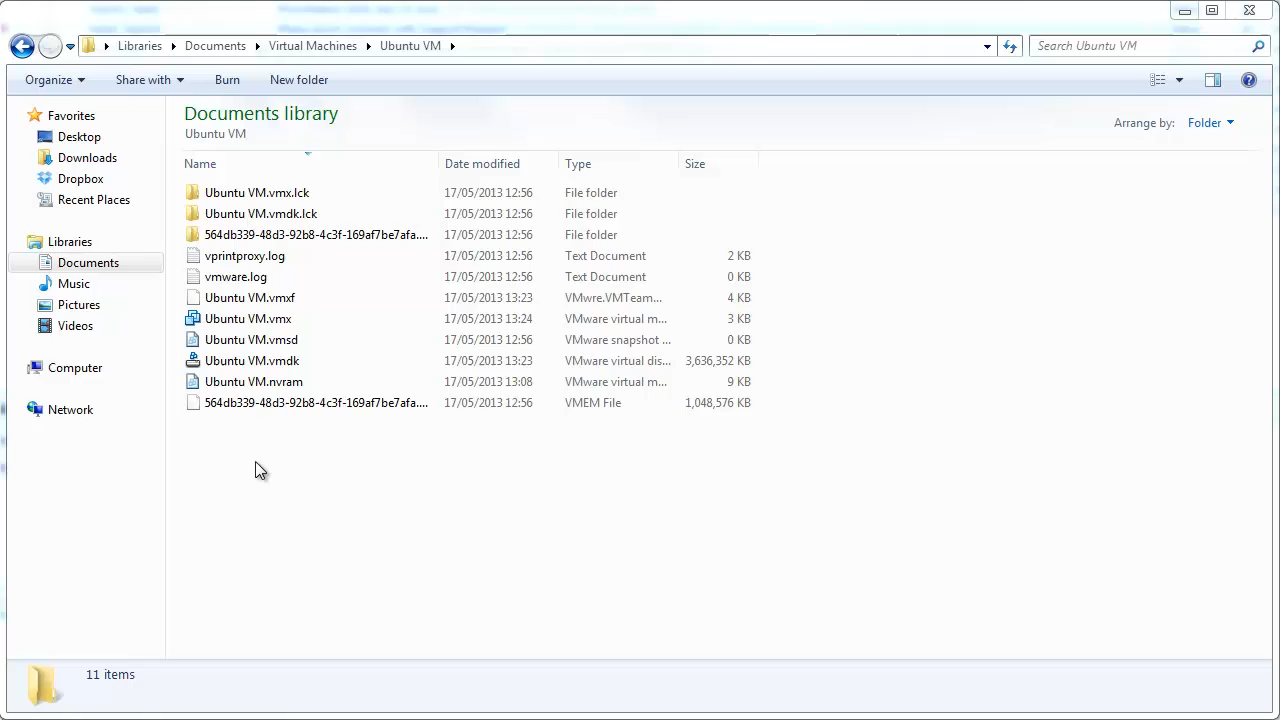 Libraries Documents Virtual Machines Ubuntu VM Search Ubuntu VM
Organize Share with Burn New folder
Documents library
Ubuntu VM
Arrange by: Folder
Name Date modified Type Size
Favorites
Desktop
Downloads
Dropbox
Recent Places
Libraries
Documents
Music
Pictures
Videos
Computer
Network
Ubuntu VM.vmx.lck 17/05/2013 12:56 File folder
Ubuntu VM.vmdk.lck 17/05/2013 12:56 File folder
564db339-48d3-92b8-4c3f-169af7be7afa.... 17/05/2013 12:56 File folder
vprintproxy.log 17/05/2013 12:56 Text Document 2 KB
vmware.log 17/05/2013 12:56 Text Document 0 KB
Ubuntu VM.vmxf 17/05/2013 13:23 VMwre.VMTeam... 4 KB
Ubuntu VM.vmx 17/05/2013 13:24 VMware virtual m... 3 KB
Ubuntu VM.vmsd 17/05/2013 12:56 VMware snapshot ... 0 KB
Ubuntu VM.vmdk 17/05/2013 13:23 VMware virtual dis... 3,636,352 KB
Ubuntu VM.nvram 17/05/2013 13:08 VMware virtual m... 9 KB
564db339-48d3-92b8-4c3f-169af7be7afa.... 17/05/2013 12:56 VMEM File 1,048,576 KB
11 items